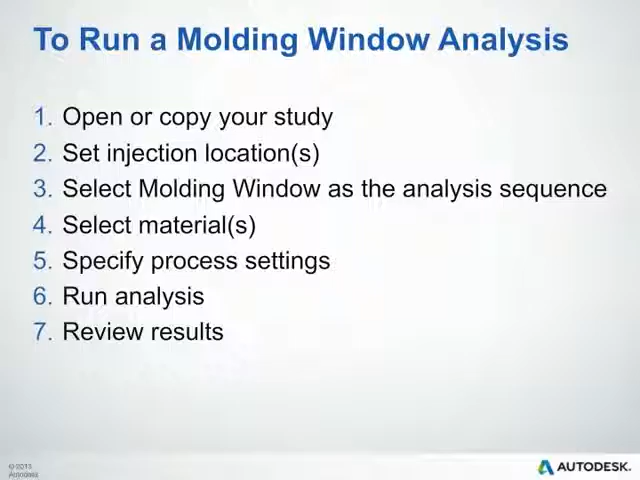 To Run a Molding Window Analysis
1. Open or copy your study
2. Set injection location(s)
3. Select Molding Window as the analysis sequence
4. Select material(s)
5. Specify process settings
6. Run analysis
7. Review results
© 2013
Autodesk
AUTODESK.